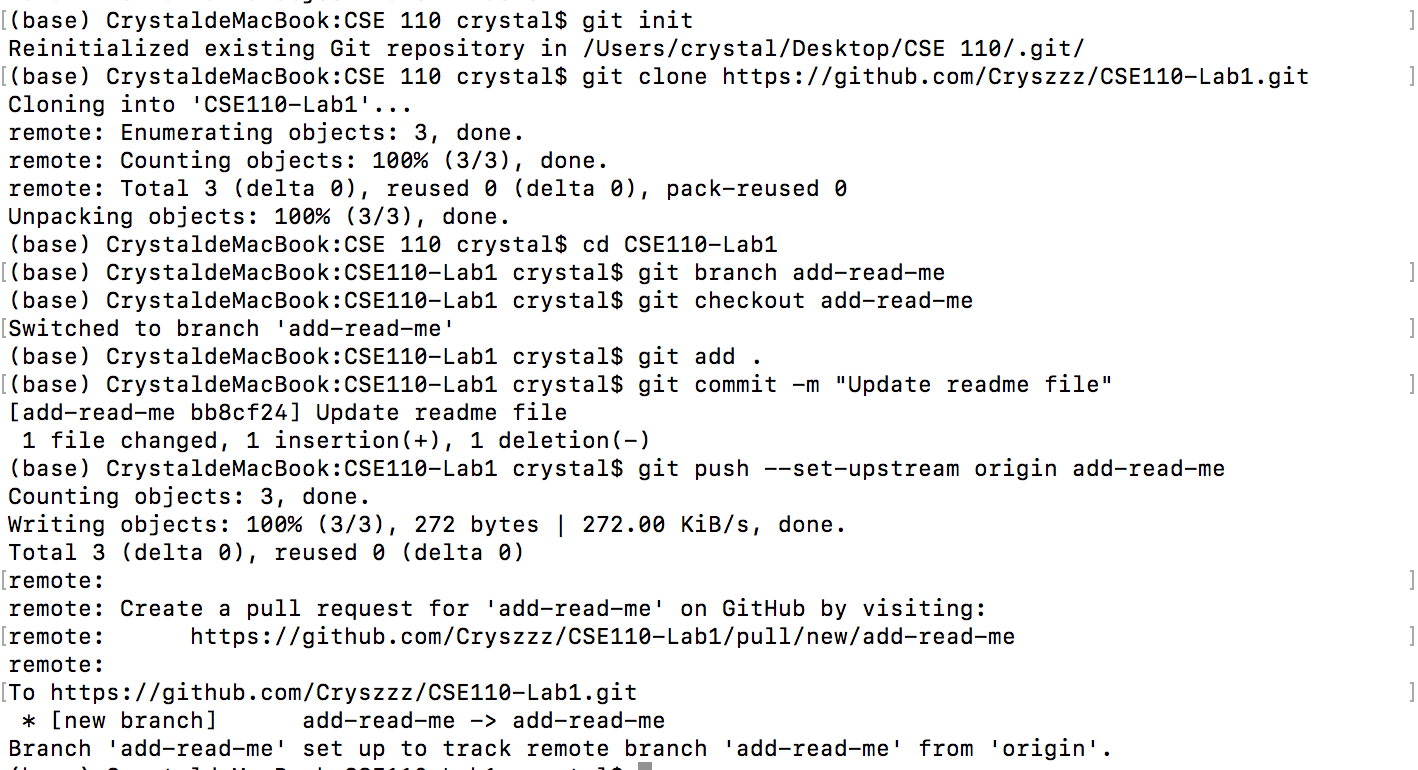 [(base) CrystaldeMacBook:CSE 110 crystal$ git init ]
Reinitialized existing Git repository in /Users/crystal/Desktop/CSE 110/.git/
[(base) CrystaldeMacBook:CSE 110 crystal$ git clone https://github.com/Cryszzz/CSE110-Lab1.git ]
Cloning into 'CSE110-Lab1'...
remote: Enumerating objects: 3, done.
remote: Counting objects: 100% (3/3), done.
remote: Total 3 (delta 0), reused 0 (delta 0), pack-reused 0
Unpacking objects: 100% (3/3), done.
(base) CrystaldeMacBook:CSE 110 crystal$ cd CSE110-Lab1
[(base) CrystaldeMacBook:CSE110-Lab1 crystal$ git branch add-read-me ]
(base) CrystaldeMacBook:CSE110-Lab1 crystal$ git checkout add-read-me
[Switched to branch 'add-read-me' ]
(base) CrystaldeMacBook:CSE110-Lab1 crystal$ git add .
[(base) CrystaldeMacBook:CSE110-Lab1 crystal$ git commit -m "Update readme file" ]
[add-read-me bb8cf24] Update readme file
 1 file changed, 1 insertion(+), 1 deletion(-)
(base) CrystaldeMacBook:CSE110-Lab1 crystal$ git push --set-upstream origin add-read-me
Counting objects: 3, done.
Writing objects: 100% (3/3), 272 bytes | 272.00 KiB/s, done.
Total 3 (delta 0), reused 0 (delta 0)
[remote: ]
remote: Create a pull request for 'add-read-me' on GitHub by visiting:
[remote:      https://github.com/Cryszzz/CSE110-Lab1/pull/new/add-read-me ]
remote:
[To https://github.com/Cryszzz/CSE110-Lab1.git ]
 * [new branch]      add-read-me -> add-read-me
Branch 'add-read-me' set up to track remote branch 'add-read-me' from 'origin'.